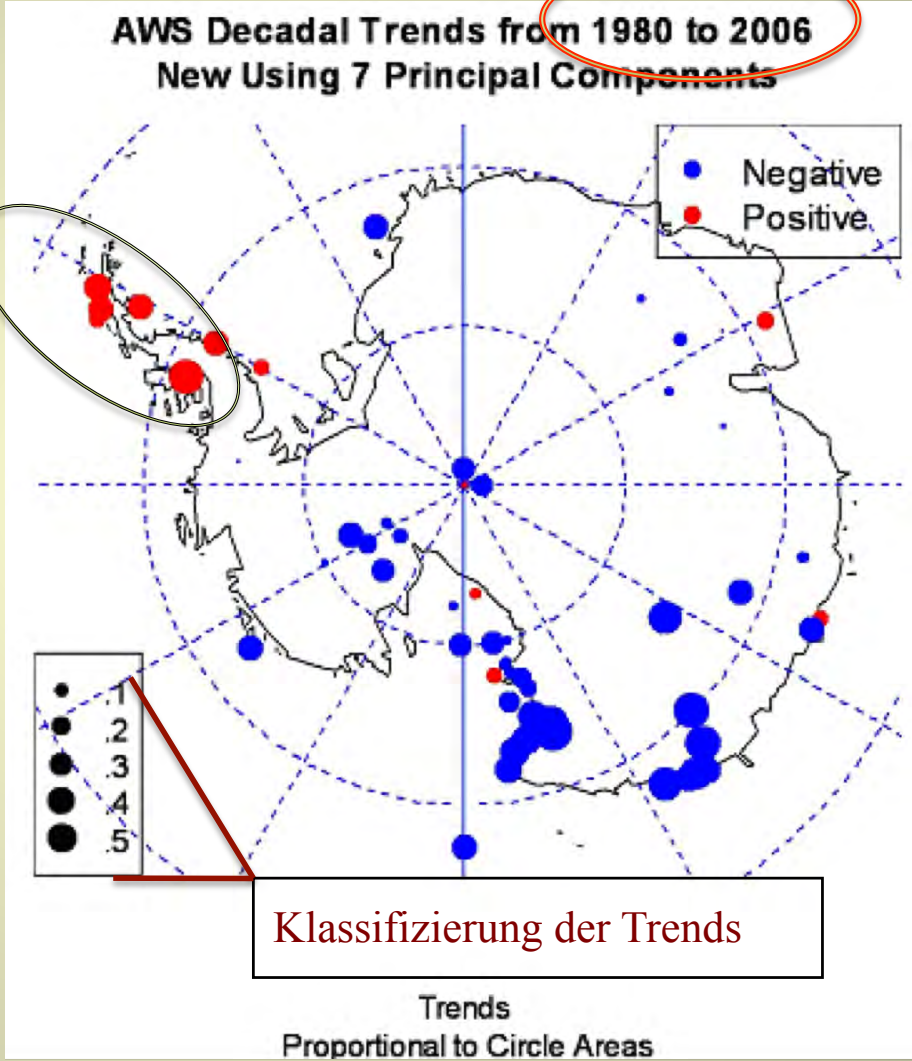 AWS Decadal Trends from 1980 to 2006
New Using 7 Principal Components
Negative
Positive
.1
.2
.3
.4
.5
Klassifizierung der Trends
Trends
Proportional to Circle Areas